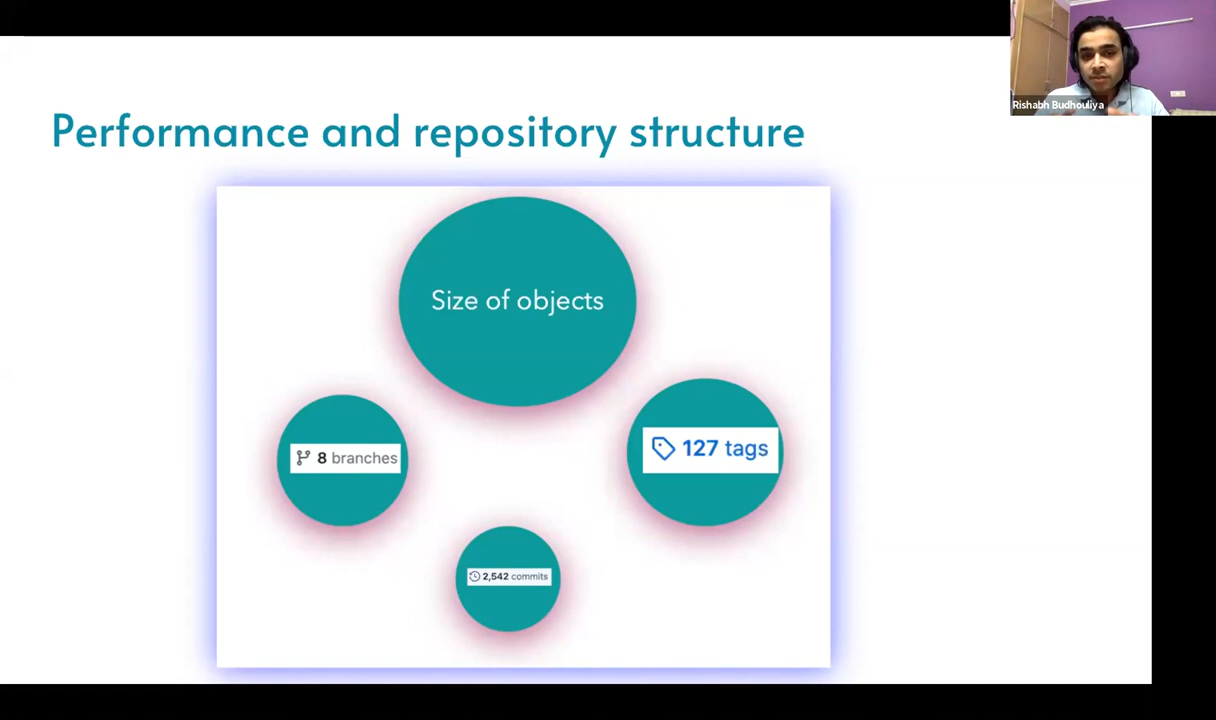 Rishabh Budhouliya
Performance and repository structure
Size of objects
8 branches
127 tags
2,542 commits